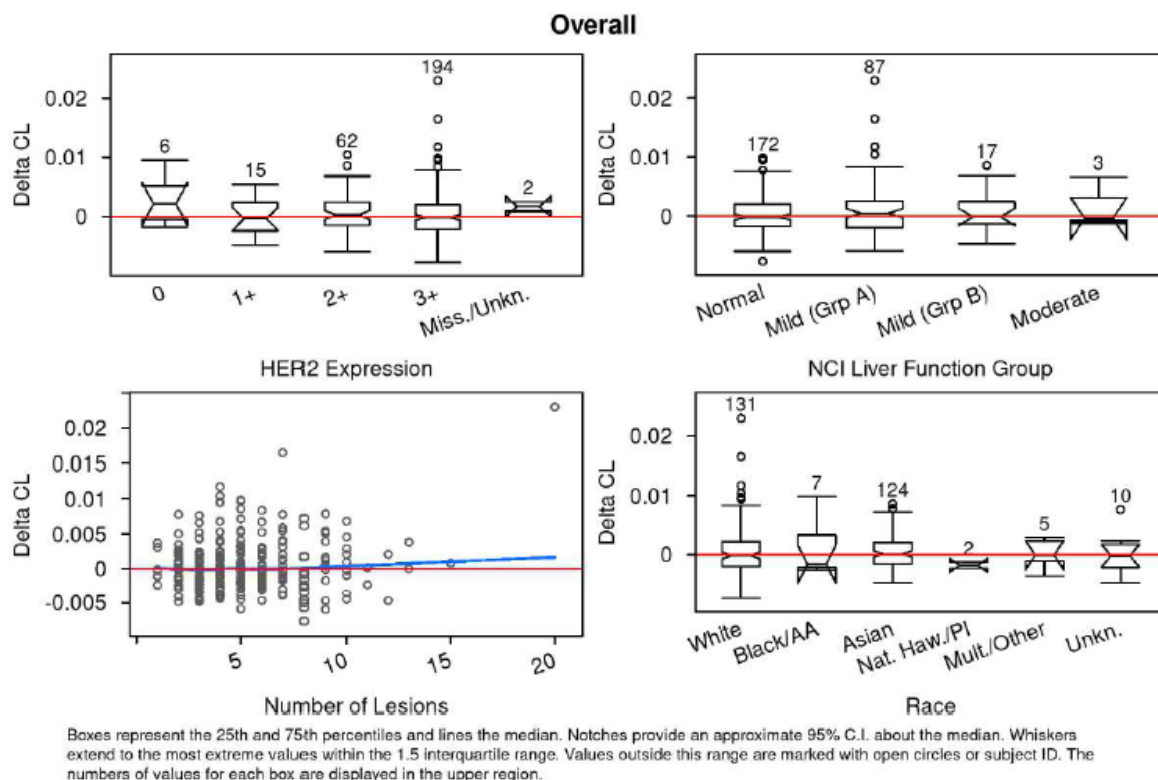 Overall
Delta CL
0.02
0.01
0
6
15
62
194
2
0
1+
2+
3+
Miss./Unkn.
HER2 Expression
Delta CL
0.02
0.01
0
172
87
17
3
Normal
Mild (Grp A)
Mild (Grp B)
Moderate
NCI Liver Function Group
Delta CL
0.02
0.015
0.01
0.005
0
-0.005
5
10
15
20
Number of Lesions
Delta CL
0.02
0.01
0
131
7
124
2
5
10
White
Black/AA
Asian
Nat. Haw./PI
Mult./Other
Unkn.
Race
Boxes represent the 25th and 75th percentiles and lines the median. Notches provide an approximate 95% C.I. about the median. Whiskers
extend to the most extreme values within the 1.5 interquartile range. Values outside this range are marked with open circles or subject ID. The
numbers of values for each box are displayed in the upper region.